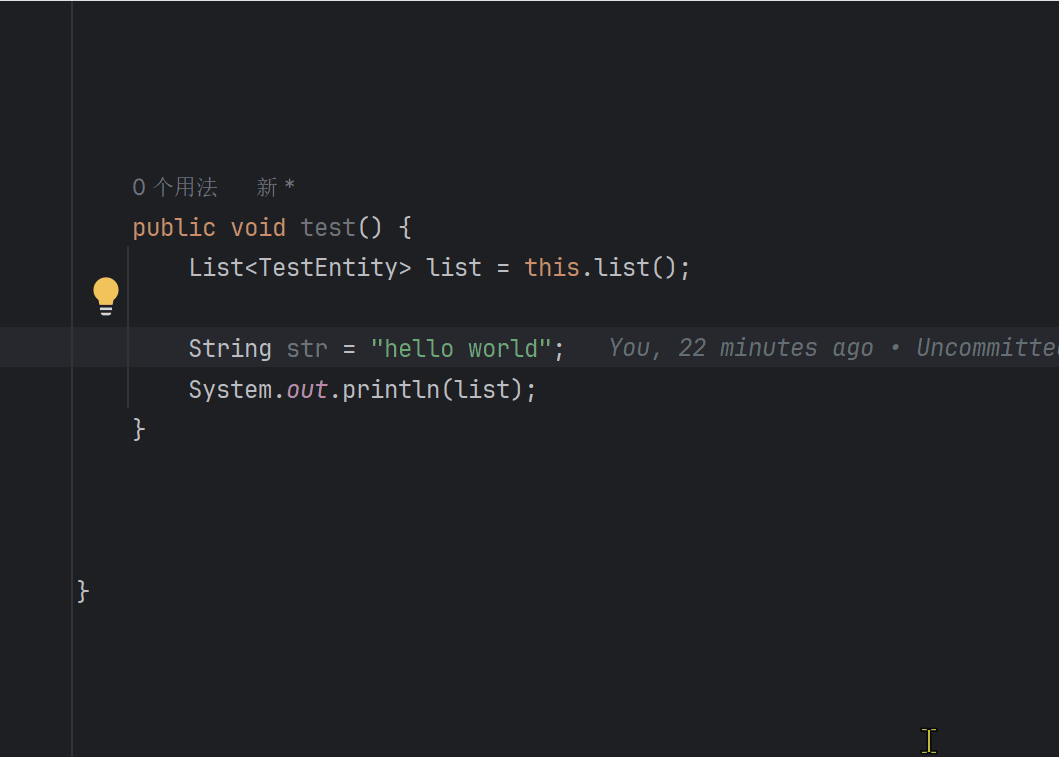 0 个用法 新 *
public void test() {
List<TestEntity> list = this.list();
String str = "hello world"; You, 22 minutes ago • Uncommitted
System.out.println(list);
}
}